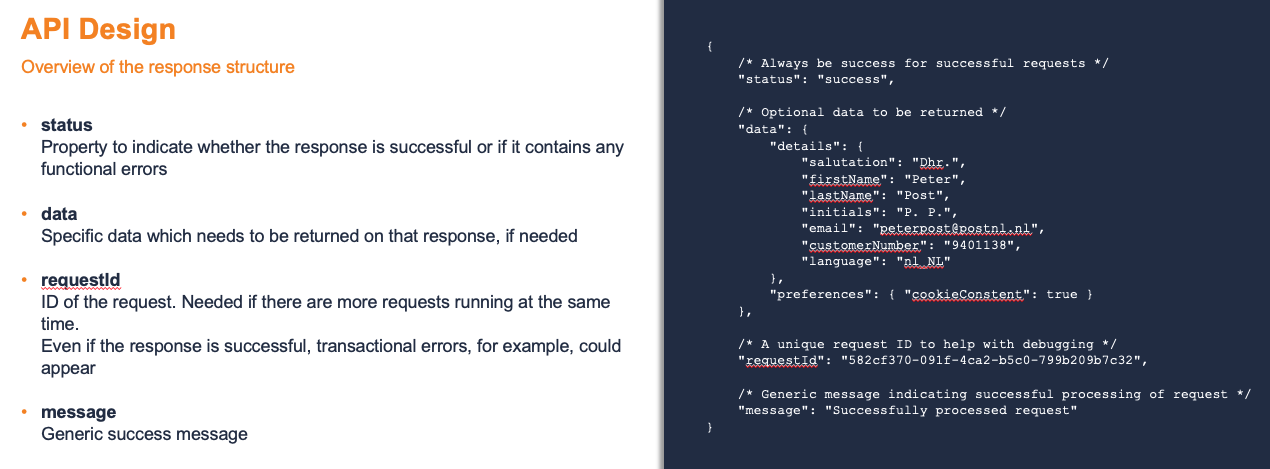 API Design
Overview of the response structure
• status
Property to indicate whether the response is successful or if it contains any
functional errors
• data
Specific data which needs to be returned on that response, if needed
• requestId
ID of the request. Needed if there are more requests running at the same
time.
Even if the response is successful, transactional errors, for example, could
appear
• message
Generic success message
{
/* Always be success for successful requests */
"status": "success",
/* Optional data to be returned */
"data": {
"details": {
"salutation": "Dhr.",
"firstName": "Peter",
"lastName": "Post",
"initials": "P. P.",
"email": "peterpost@postnl.nl",
"customerNumber": "9401138",
"language": "nl_NL"
},
"preferences": { "cookieConstent": true }
},
/* A unique request ID to help with debugging */
"requestId": "582cf370-091f-4ca2-b5c0-799b209b7c32",
/* Generic message indicating successful processing of request */
"message": "Successfully processed request"
}